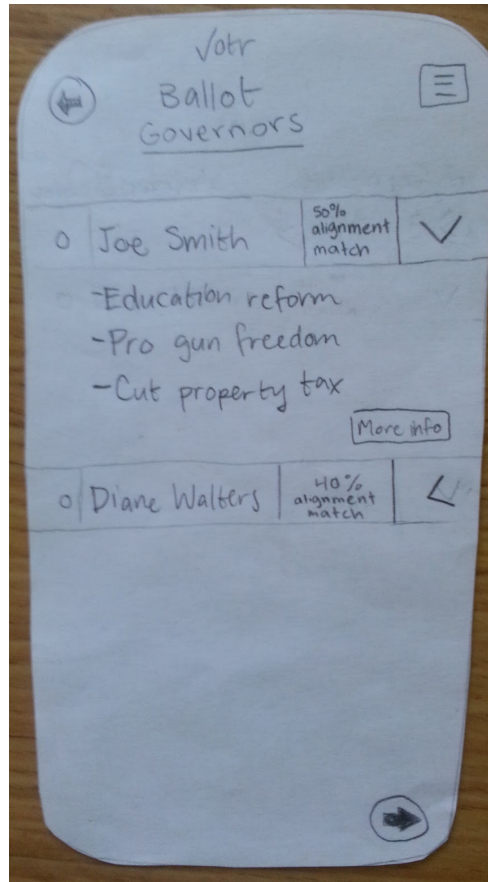 Votr
Ballot
Governors
Joe Smith
50%
alignment
match
-Education reform
-Pro gun freedom
-Cut property tax
More info
Diane Walters
40%
alignment
match